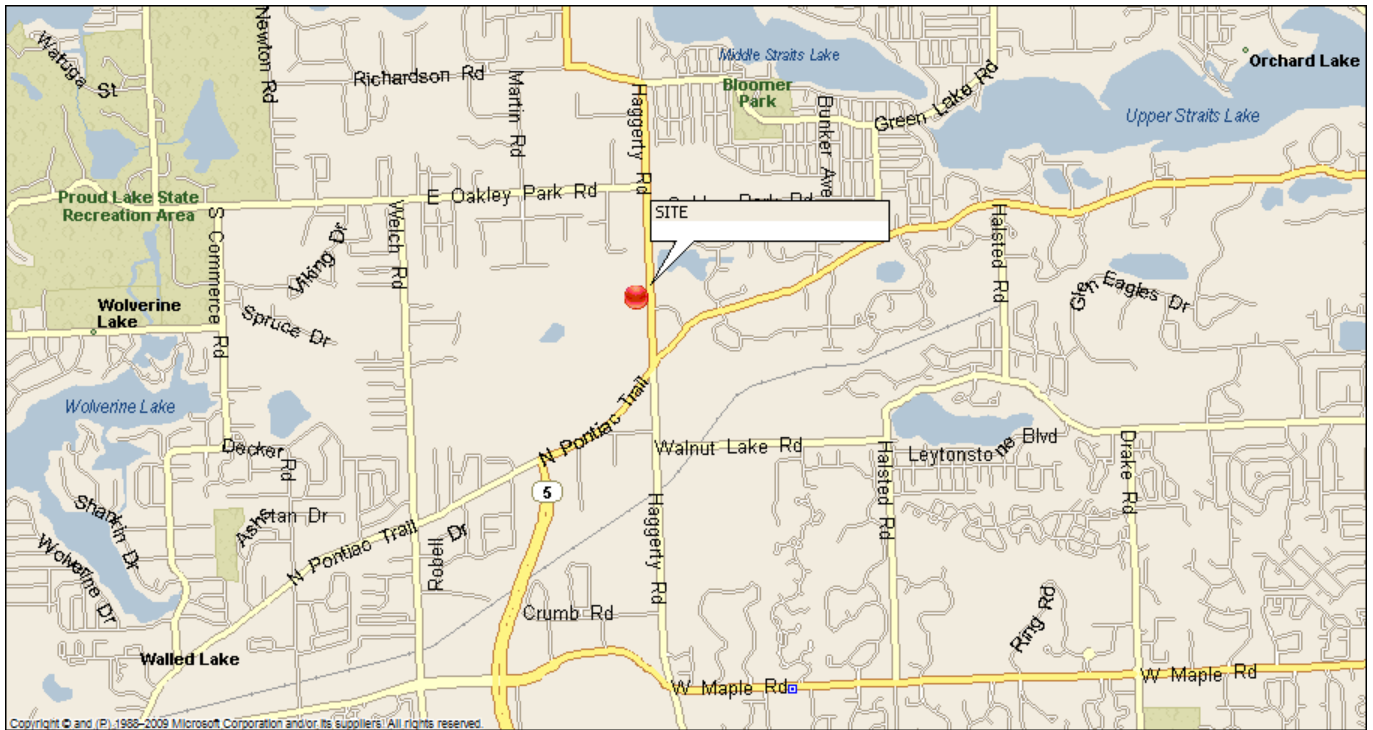 Watuga St
Newton Rd
Richardson Rd
Martin Rd
Haggerty Rd
Middle Straits Lake
Bloomer
Park
Bunker Ave
Green Lake Rd
Orchard Lake
Upper Straits Lake
Proud Lake State
Recreation Area
S Commerce Rd
Viking Dr
Welch Rd
E Oakley Park Rd
SITE
Halsted Rd
Glen Eagles Dr
Wolverine
Lake
Spruce Dr
Wolverine Lake
Decker Rd
N Pontiac Trail
Walnut Lake Rd
Halsted Rd
Leytonstone Blvd
Drake Rd
5
Shankin Dr
Ashstan Dr
Wolverine Dr
N Pontiac Trail
Robell Dr
Haggerty Rd
Crumb Rd
Ring Rd
Walled Lake
W Maple Rd
W Maple Rd
Copyright © and (P) 1988–2009 Microsoft Corporation and/or its suppliers. All rights reserved.